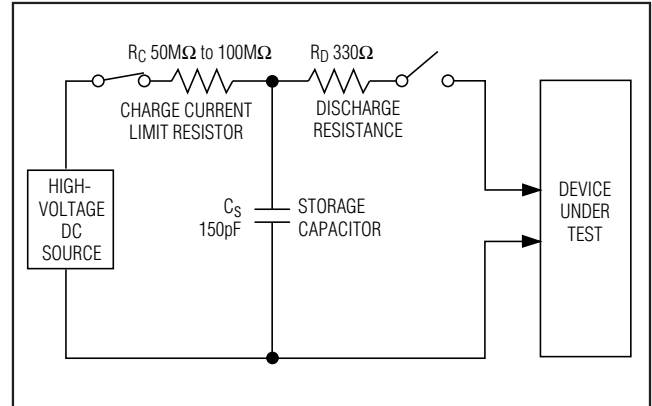 R_C 50MΩ to 100MΩ
CHARGE CURRENT
LIMIT RESISTOR
R_D 330Ω
DISCHARGE
RESISTANCE
HIGH-
VOLTAGE
DC
SOURCE
C_S
150pF
STORAGE
CAPACITOR
DEVICE
UNDER
TEST